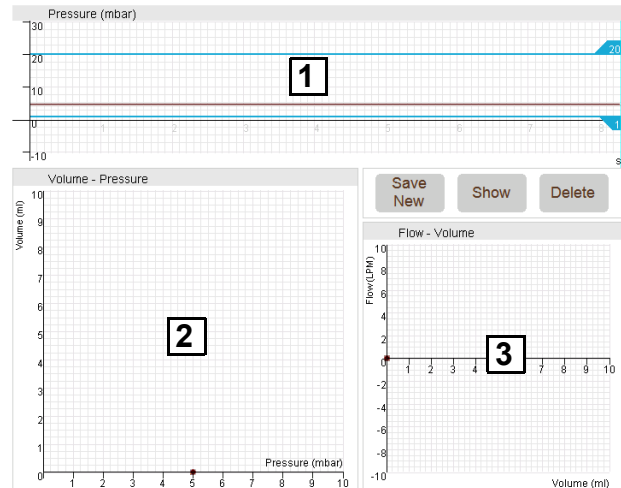 Pressure (mbar)
30
20
20
10
1
0
1 2 3 4 5 6 7 8
1
-10
s
Volume - Pressure
Save New
Show
Delete
Volume (ml)
10
9
8
7
6
5
4
3
2
1
0
2
Pressure (mbar)
1 2 3 4 5 6 7 8 9 10
Flow - Volume
Flow(LPM)
10
8
6
4
2
0
-2
-4
-6
-8
-10
3
1 2 3 4 7 8 9 10
Volume (ml)